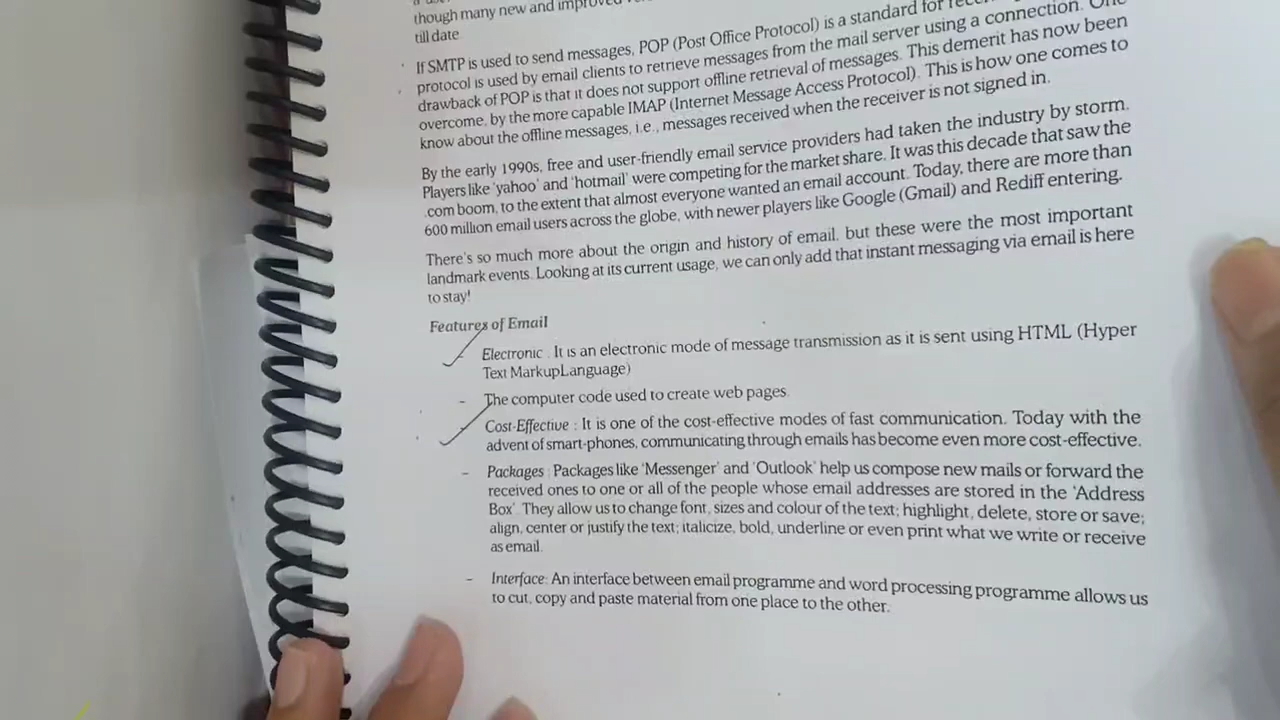 though many new and improved
till date
If SMTP is used to send messages, POP (Post Office Protocol) is a standard for
protocol is used by email clients to retrieve messages from the mail server using a connection. One
drawback of POP is that it does not support offline retrieval of messages. This demerit has now been
overcome, by the more capable IMAP (Internet Message Access Protocol). This is how one comes to
know about the offline messages, i.e., messages received when the receiver is not signed in.
By the early 1990s, free and user-friendly email service providers had taken the industry by storm.
Players like 'yahoo' and 'hotmail' were competing for the market share. It was this decade that saw the
.com boom, to the extent that almost everyone wanted an email account. Today, there are more than
600 million email users across the globe, with newer players like Google (Gmail) and Rediff entering.
There's so much more about the origin and history of email, but these were the most important
landmark events. Looking at its current usage, we can only add that instant messaging via email is here
to stay!
Features of Email
Electronic : It is an electronic mode of message transmission as it is sent using HTML (Hyper
Text MarkupLanguage)
- The computer code used to create web pages.
Cost-Effective : It is one of the cost-effective modes of fast communication. Today with the
advent of smart-phones, communicating through emails has become even more cost-effective.
- Packages : Packages like 'Messenger' and 'Outlook' help us compose new mails or forward the
received ones to one or all of the people whose email addresses are stored in the 'Address
Box'. They allow us to change font, sizes and colour of the text; highlight, delete, store or save;
align, center or justify the text; italicize, bold, underline or even print what we write or receive
as email.
- Interface: An interface between email programme and word processing programme allows us
to cut, copy and paste material from one place to the other.